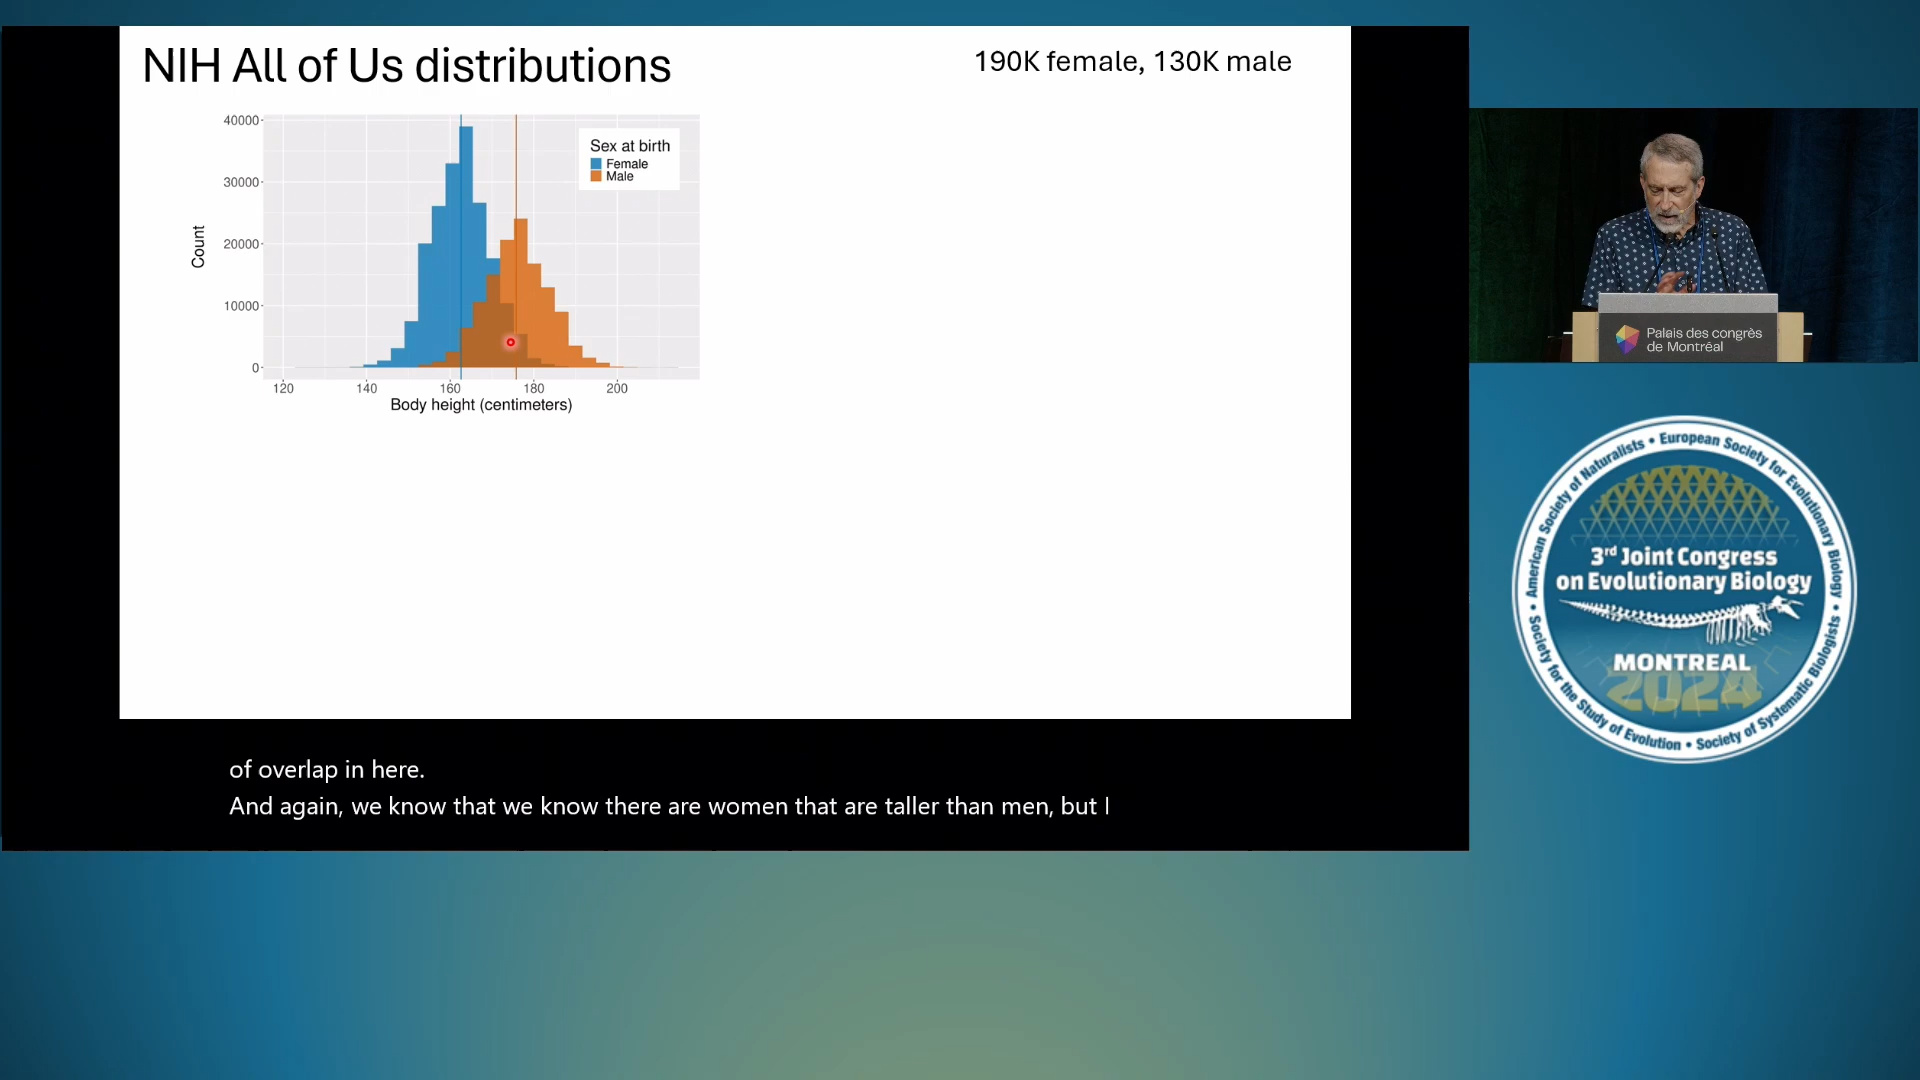 NIH All of Us distributions
190K female, 130K male
40000
30000
20000
10000
0
Count
Sex at birth
Female
Male
120
140
160
180
200
Body height (centimeters)
of overlap in here.
And again, we know that we know there are women that are taller than men, but I
Palais des congrès
de Montréal
American Society of Naturalists • European Society for Evolutionary Biology •
Society for the Study of Evolution • Society of Systematic Biologists •
3rd Joint Congress
on Evolutionary Biology
MONTREAL
2024